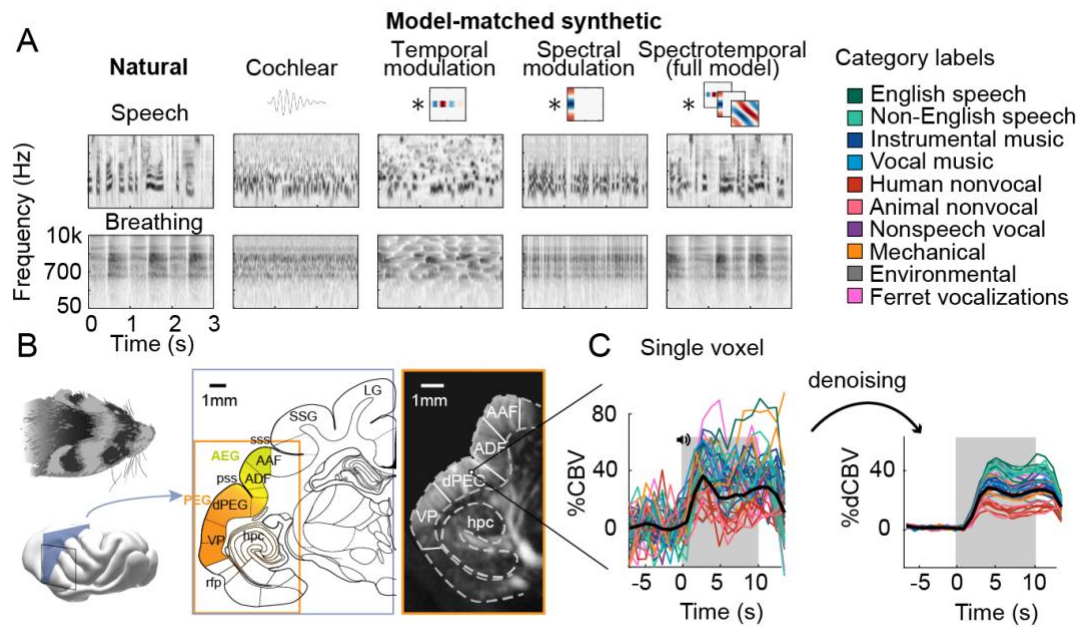 Model-matched synthetic
A
Natural
Cochlear
Temporal
modulation
Spectral
modulation
Spectrotemporal
(full model)
*
*
*
Speech
Breathing
Frequency (Hz)
10k
700
50
0 1 2 3
Time (s)
Category labels
English speech
Non-English speech
Instrumental music
Vocal music
Human nonvocal
Animal nonvocal
Nonspeech vocal
Mechanical
Environmental
Ferret vocalizations
B
1mm
LG
SSG
sss
AEG
AAF
pss
ADF
PEG
dPEG
VP
hpc
rfp
1mm
AAF
ADF
dPEG
VP
hpc
C
Single voxel
%CBV
80
40
0
-5 0 5 10
Time (s)
denoising
%dCBV
40
0
-5 0 5 10
Time (s)